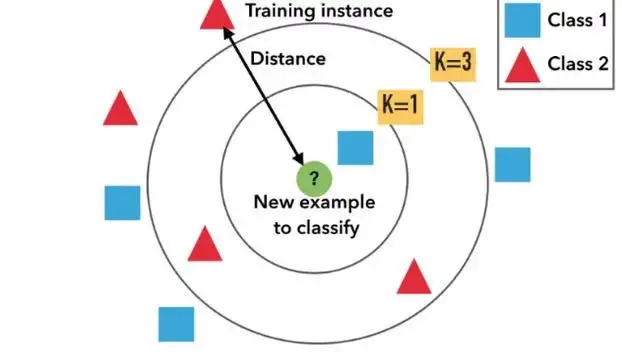 Training instance
Class 1
Distance
K=3
Class 2
K=1
?
New example
to classify